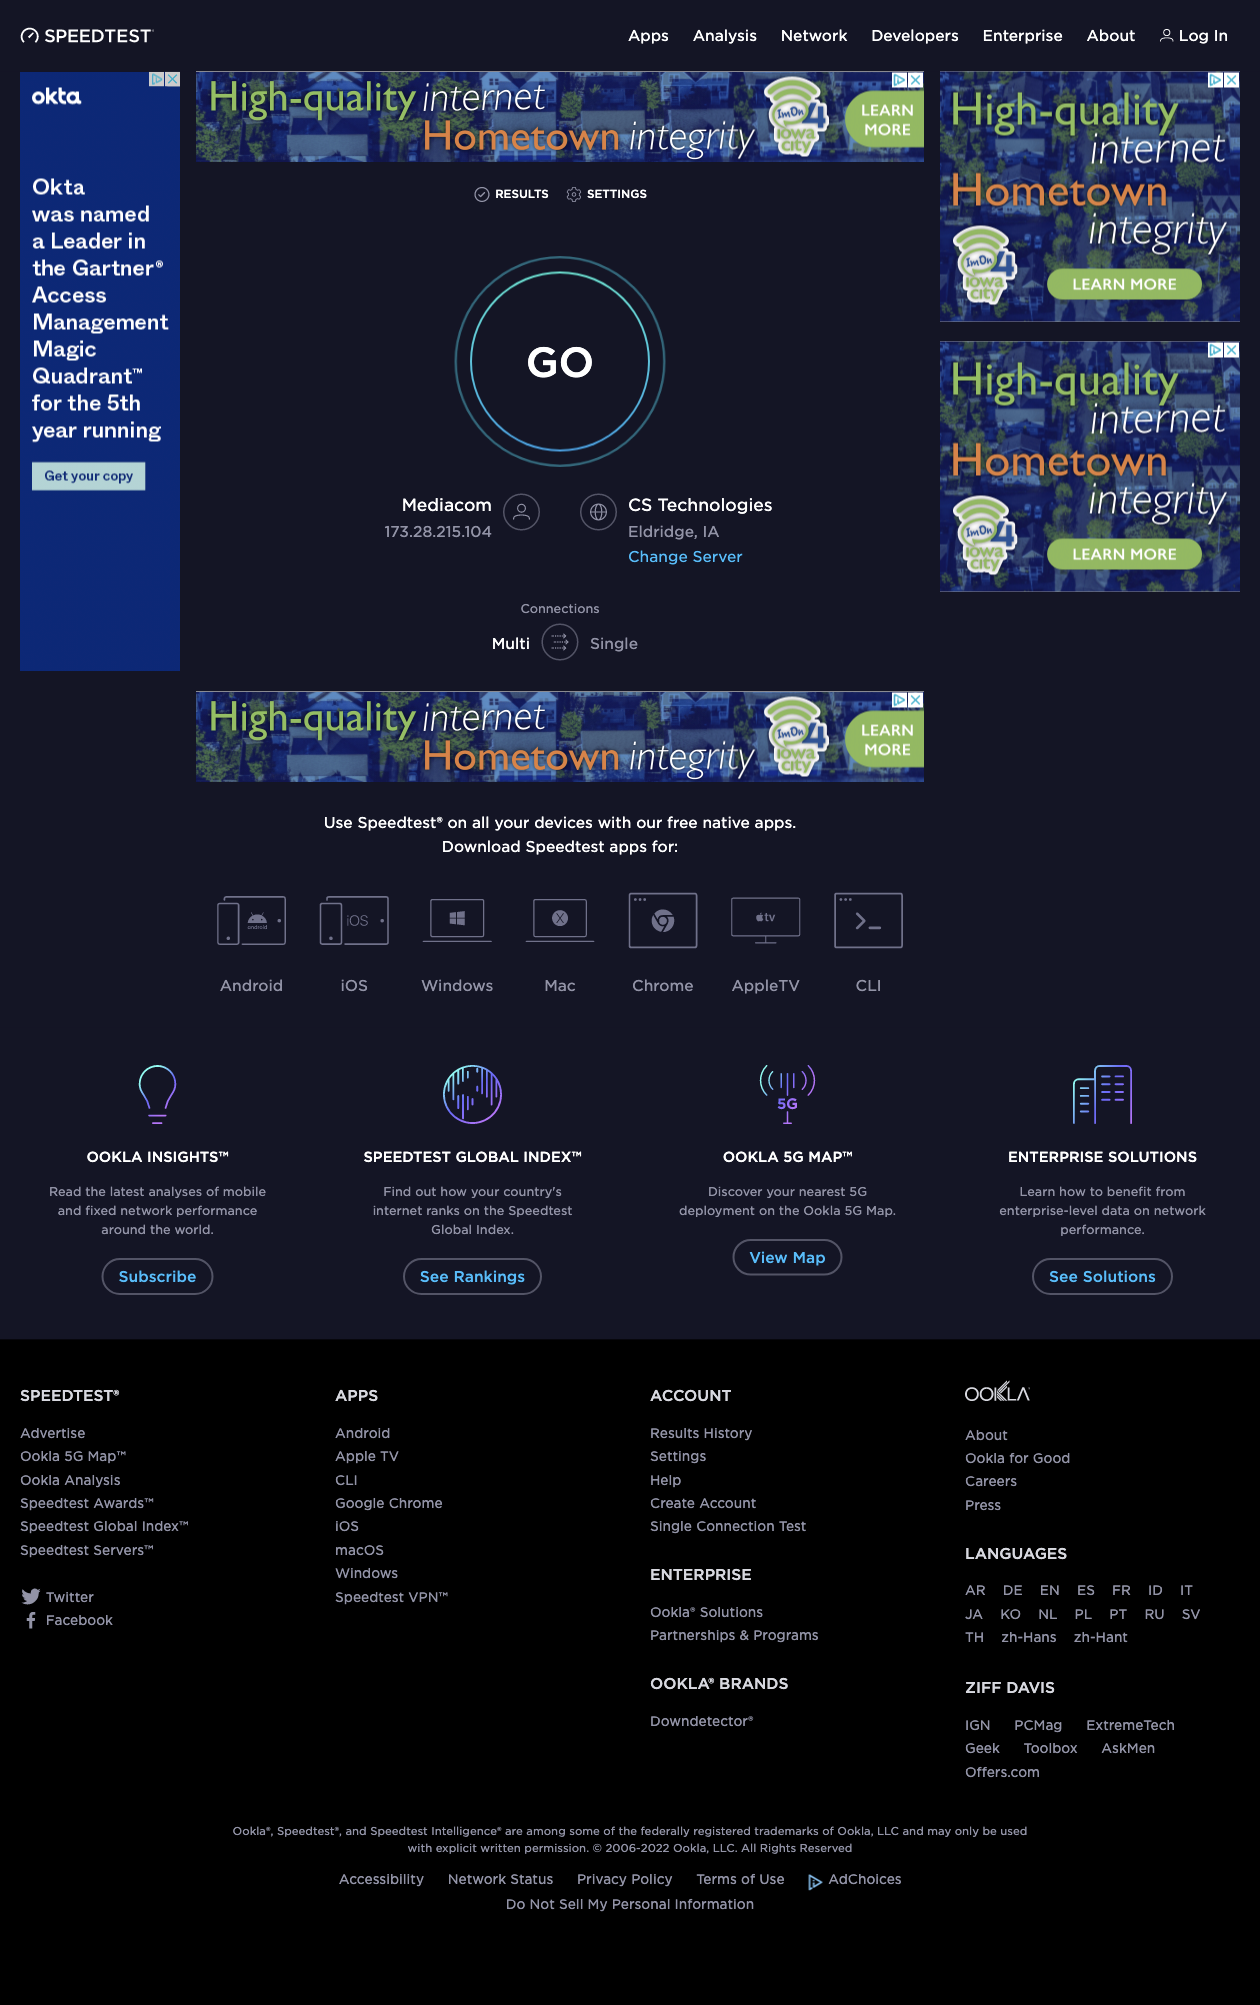 SPEEDTEST
Apps Analysis Network Developers Enterprise About Log In
okta
Okta
was named
a Leader in
the Gartner®
Access
Management
Magic
Quadrant™
for the 5th
year running
Get your copy
High-quality internet
Hometown integrity
ImOn
4
iowa
city
LEARN
MORE
RESULTS SETTINGS
GO
Mediacom
173.28.215.104
CS Technologies
Eldridge, IA
Change Server
Connections
Multi Single
High-quality
internet
Hometown
integrity
ImOn
4
iowa
city
LEARN MORE
High-quality
internet
Hometown
integrity
ImOn
4
iowa
city
LEARN MORE
High-quality internet
Hometown integrity
ImOn
4
iowa
city
LEARN
MORE
Use Speedtest® on all your devices with our free native apps.
Download Speedtest apps for:
android
iOS
X
tv
>_
Android iOS Windows Mac Chrome AppleTV CLI
OOKLA INSIGHTS™
Read the latest analyses of mobile
and fixed network performance
around the world.
Subscribe
SPEEDTEST GLOBAL INDEX™
Find out how your country's
internet ranks on the Speedtest
Global Index.
See Rankings
5G
OOKLA 5G MAP™
Discover your nearest 5G
deployment on the Ookla 5G Map.
View Map
ENTERPRISE SOLUTIONS
Learn how to benefit from
enterprise-level data on network
performance.
See Solutions
SPEEDTEST®
Advertise
Ookla 5G Map™
Ookla Analysis
Speedtest Awards™
Speedtest Global Index™
Speedtest Servers™
Twitter
Facebook
APPS
Android
Apple TV
CLI
Google Chrome
iOS
macOS
Windows
Speedtest VPN™
ACCOUNT
Results History
Settings
Help
Create Account
Single Connection Test
ENTERPRISE
Ookla® Solutions
Partnerships & Programs
OOKLA® BRANDS
Downdetector®
OOKLA
About
Ookla for Good
Careers
Press
LANGUAGES
AR DE EN ES FR ID IT
JA KO NL PL PT RU SV
TH zh-Hans zh-Hant
ZIFF DAVIS
IGN PCMag ExtremeTech
Geek Toolbox AskMen
Offers.com
Ookla®, Speedtest®, and Speedtest Intelligence® are among some of the federally registered trademarks of Ookla, LLC and may only be used
with explicit written permission. © 2006-2022 Ookla, LLC. All Rights Reserved
Accessibility Network Status Privacy Policy Terms of Use AdChoices
Do Not Sell My Personal Information